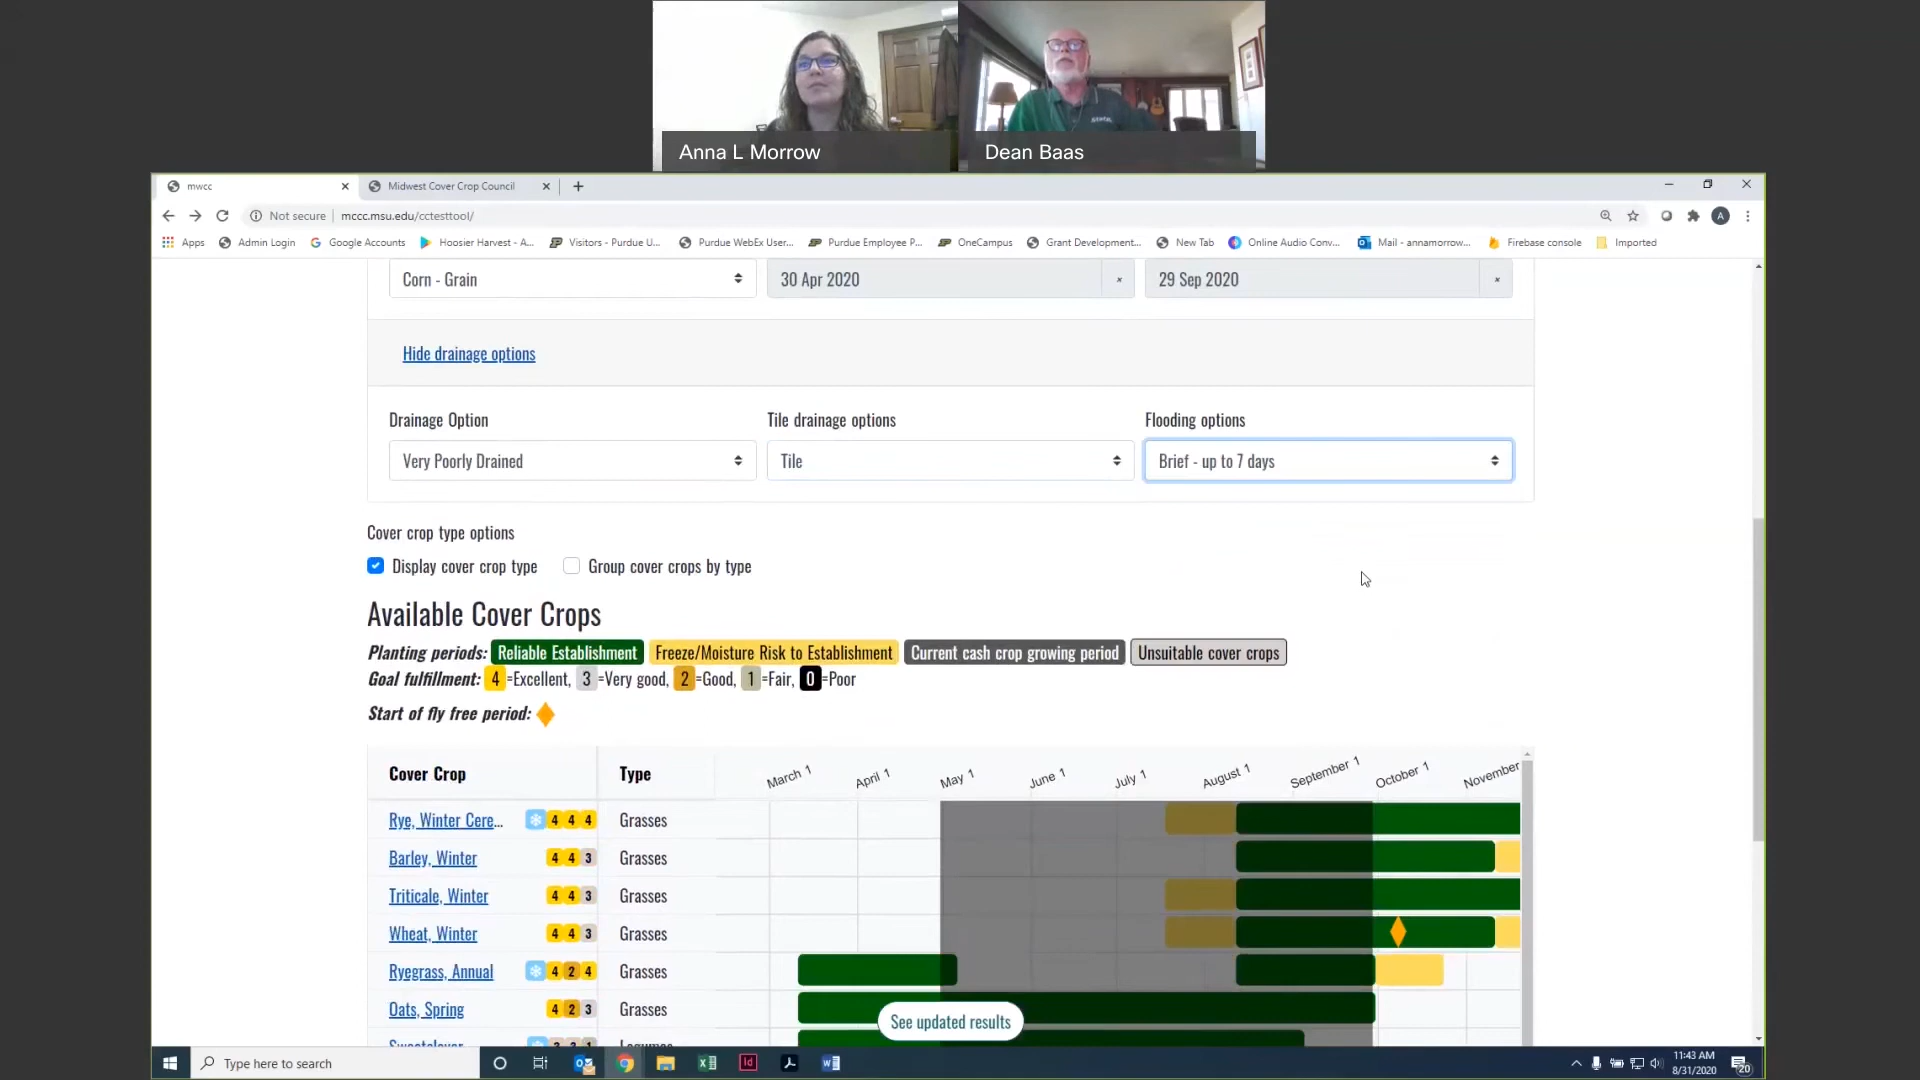 Anna L Morrow
Dean Baas
mwcc
Midwest Cover Crop Council
Not secure | mccc.msu.edu/cctesttool/
Apps Admin Login Google Accounts Hoosier Harvest - A... Visitors - Purdue U... Purdue WebEx User... Purdue Employee P... OneCampus Grant Development... New Tab Online Audio Conv... Mail - annamorrow... Firebase console Imported
Corn - Grain 30 Apr 2020 29 Sep 2020
Hide drainage options
Drainage Option Tile drainage options Flooding options
Very Poorly Drained Tile Brief - up to 7 days
Cover crop type options
Display cover crop type Group cover crops by type
Available Cover Crops
Planting periods: Reliable Establishment Freeze/Moisture Risk to Establishment Current cash crop growing period Unsuitable cover crops
Goal fulfillment: 4 =Excellent, 3 =Very good, 2 =Good, 1 =Fair, 0 =Poor
Start of fly free period:
Cover Crop Type March 1 April 1 May 1 June 1 July 1 August 1 September 1 October 1 November
Rye, Winter Cere... 4 4 4 Grasses
Barley, Winter 4 4 3 Grasses
Triticale, Winter 4 4 3 Grasses
Wheat, Winter 4 4 3 Grasses
Ryegrass, Annual 4 2 4 Grasses
Oats, Spring 4 2 3 Grasses
See updated results
Type here to search
11:43 AM
8/31/2020
20